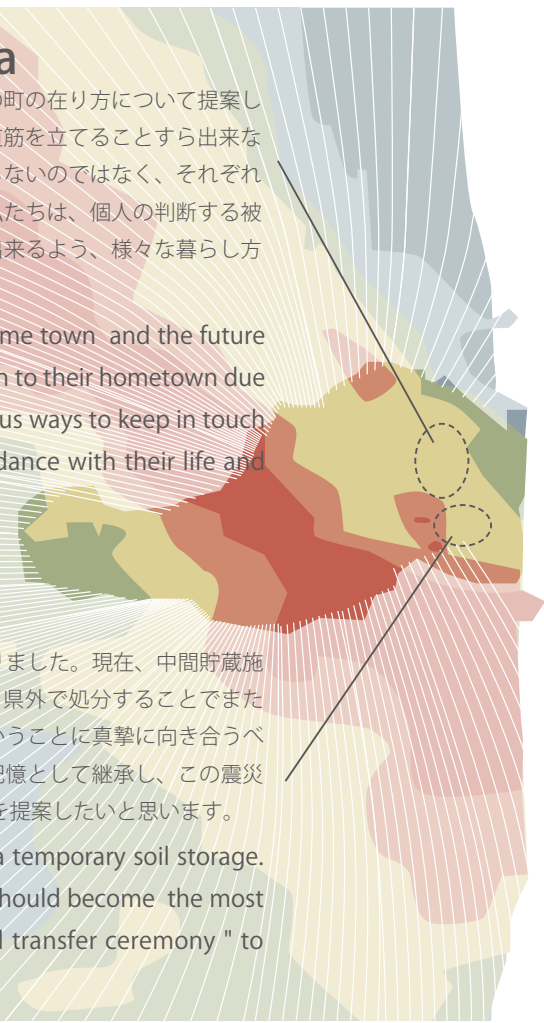 a
の町の在り方について提案し
道筋を立てることすら出来な
らないのではなく、それぞれ
私たちは、個人の判断する被
出来るよう、様々な暮らし方
me town and the future
n to their hometown due
us ways to keep in touch
dance with their life and
りました。現在、中間貯蔵施
県外で処分することでまた
いうことに真摯に向き合うべ
記憶として継承し、この震災
を提案したいと思います。
a temporary soil storage.
hould become the most
l transfer ceremony " to